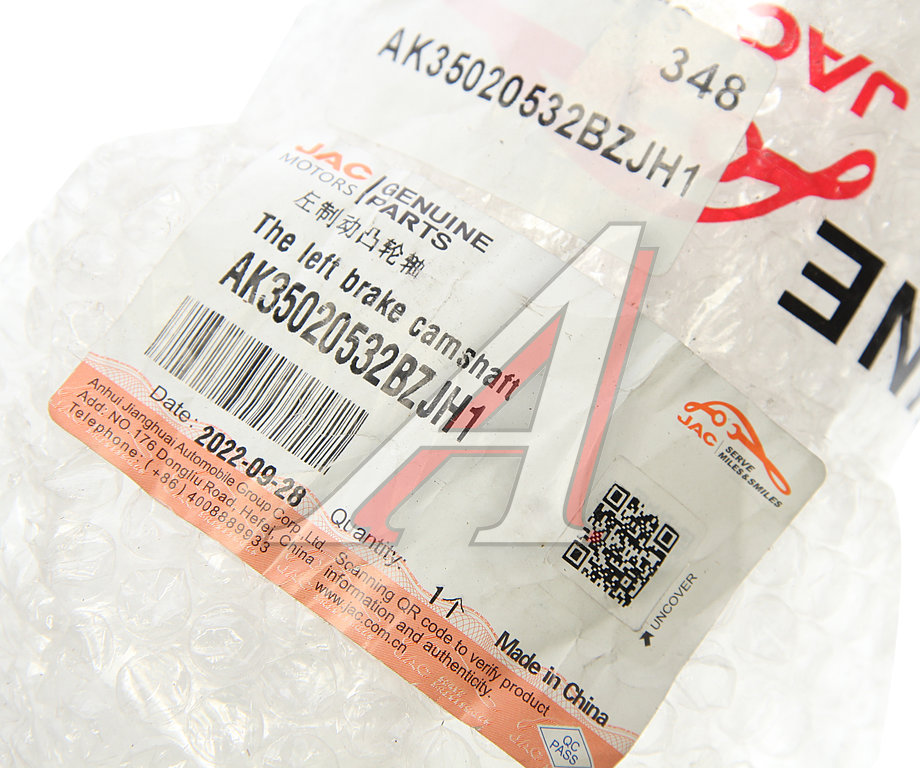 348
AK35020532BZJH1
JAC
NE
JAC MOTORS / GENUINE PARTS
左制动凸轮轴
The left brake camshaft
AK35020532BZJH1
Date: 2022-09-28
Quantity: 1个
Made in China
JAC
SERVE
MILES & SMILES
UNCOVER
Anhui Jianghuai Automobile Group Corp., Ltd.
Add: NO. 176 Dongliu Road, Hefei, China
Telephone: (+86) 4008889933
Scanning QR code to verify product
information and authenticity.
www.jac.com.cn
QC
PASS
A